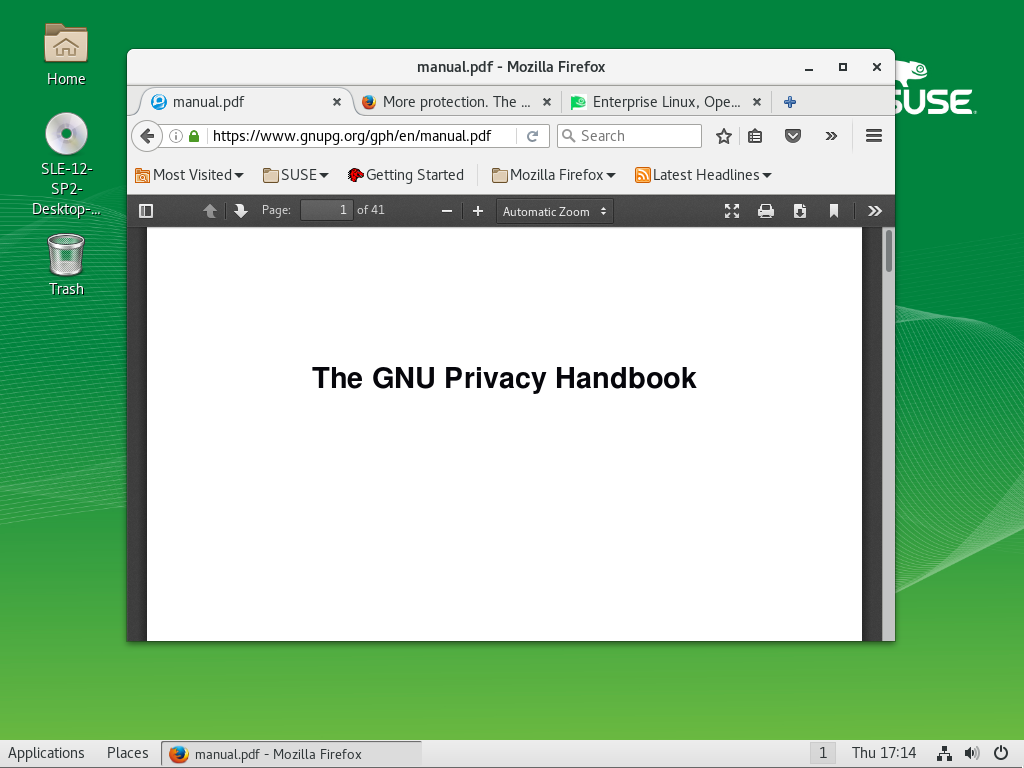 Home
SLE-12-
SP2-
Desktop-...
Trash
SUSE
manual.pdf - Mozilla Firefox
manual.pdf
More protection. The ...
Enterprise Linux, Ope...
https://www.gnupg.org/gph/en/manual.pdf
Search
Most Visited
SUSE
Getting Started
Mozilla Firefox
Latest Headlines
Page: 1 of 41
Automatic Zoom
The GNU Privacy Handbook
Applications
Places
manual.pdf - Mozilla Firefox
1
Thu 17:14